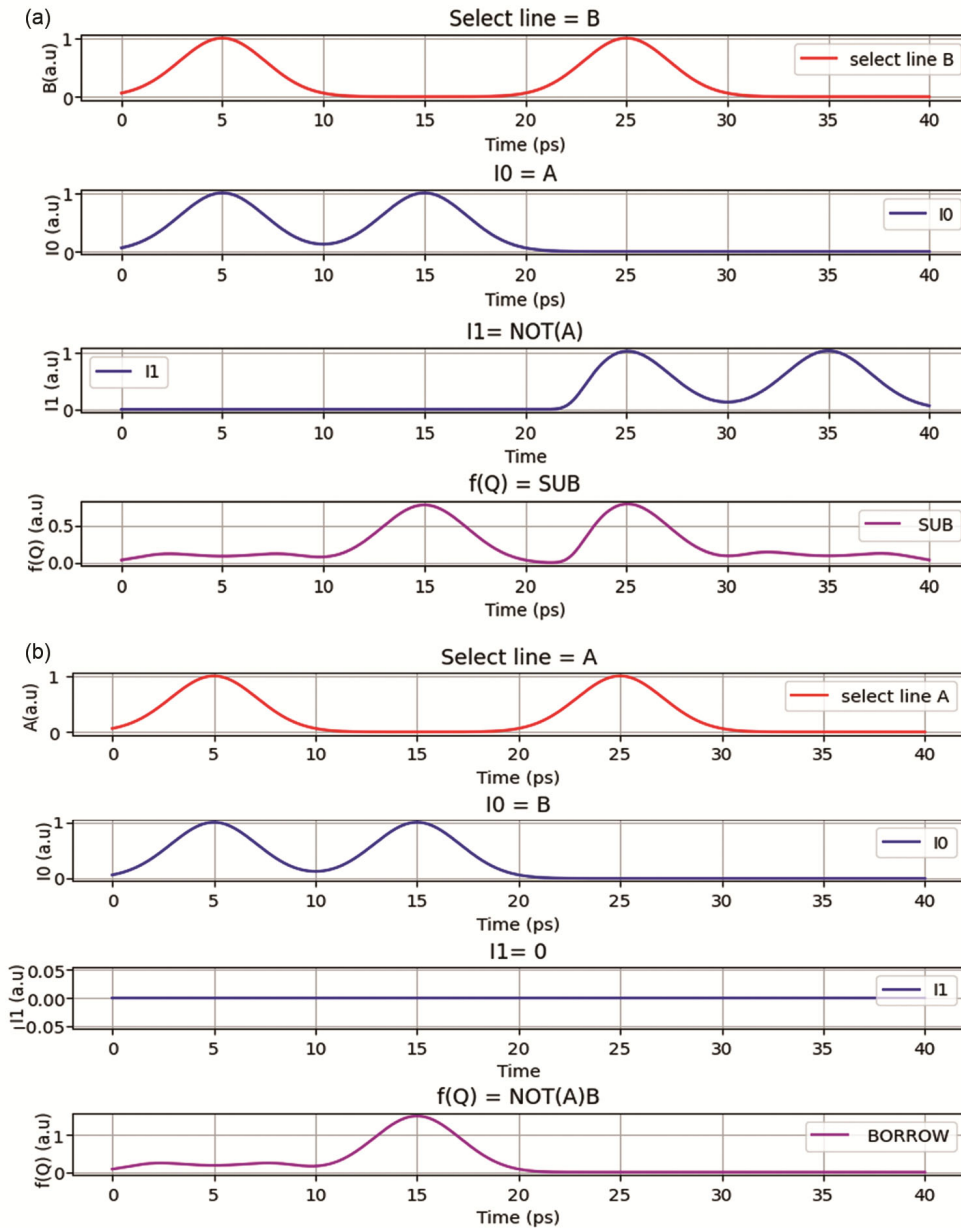 (a)
Select line = B
B(a.u)
1
0
select line B
0 5 10 15 20 25 30 35 40
Time (ps)
I0 = A
I0 (a.u)
1
0
I0
0 5 10 15 20 25 30 35 40
Time (ps)
I1= NOT(A)
I1 (a.u)
1
0
I1
0 5 10 15 20 25 30 35 40
Time
f(Q) = SUB
f(Q) (a.u)
0.5
0.0
SUB
0 5 10 15 20 25 30 35 40
Time (ps)
(b)
Select line = A
A(a.u)
1
0
select line A
0 5 10 15 20 25 30 35 40
Time (ps)
I0 = B
I0 (a.u)
1
0
I0
0 5 10 15 20 25 30 35 40
Time (ps)
I1= 0
I1 (a.u)
0.05
0.00
−0.05
I1
0 5 10 15 20 25 30 35 40
Time
f(Q) = NOT(A)B
f(Q) (a.u)
1
0
BORROW
0 5 10 15 20 25 30 35 40
Time (ps)